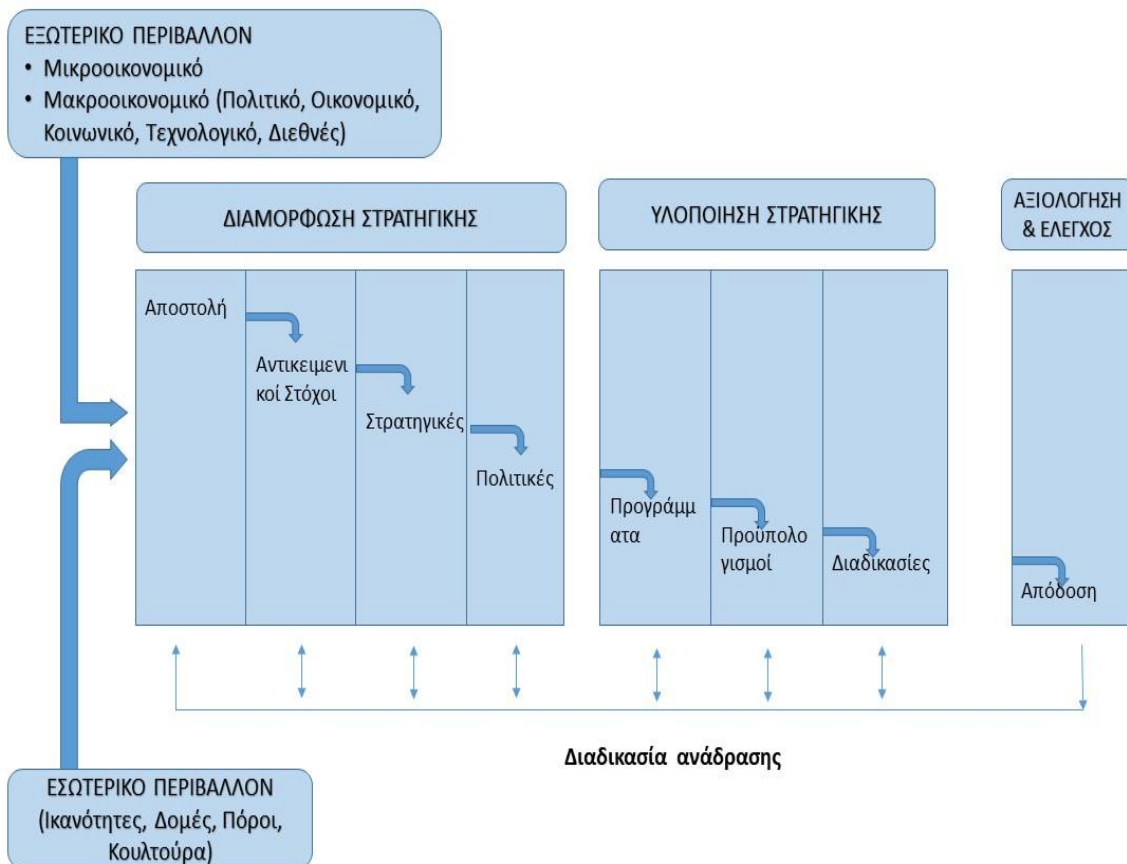 ΕΞΩΤΕΡΙΚΟ ΠΕΡΙΒΑΛΛΟΝ
• Μικροοικονομικό
• Μακροοικονομικό (Πολιτικό, Οικονομικό,
Κοινωνικό, Τεχνολογικό, Διεθνές)
ΔΙΑΜΟΡΦΩΣΗ ΣΤΡΑΤΗΓΙΚΗΣ
ΥΛΟΠΟΙΗΣΗ ΣΤΡΑΤΗΓΙΚΗΣ
ΑΞΙΟΛΟΓΗΣΗ
& ΕΛΕΓΧΟΣ
Αποστολή
Αντικειμενι
κοί Στόχοι
Στρατηγικές
Πολιτικές
Προγράμμ
ατα
Προϋπολο
γισμοί
Διαδικασίες
Απόδοση
Διαδικασία ανάδρασης
ΕΣΩΤΕΡΙΚΟ ΠΕΡΙΒΑΛΛΟΝ
(Ικανότητες, Δομές, Πόροι,
Κουλτούρα)